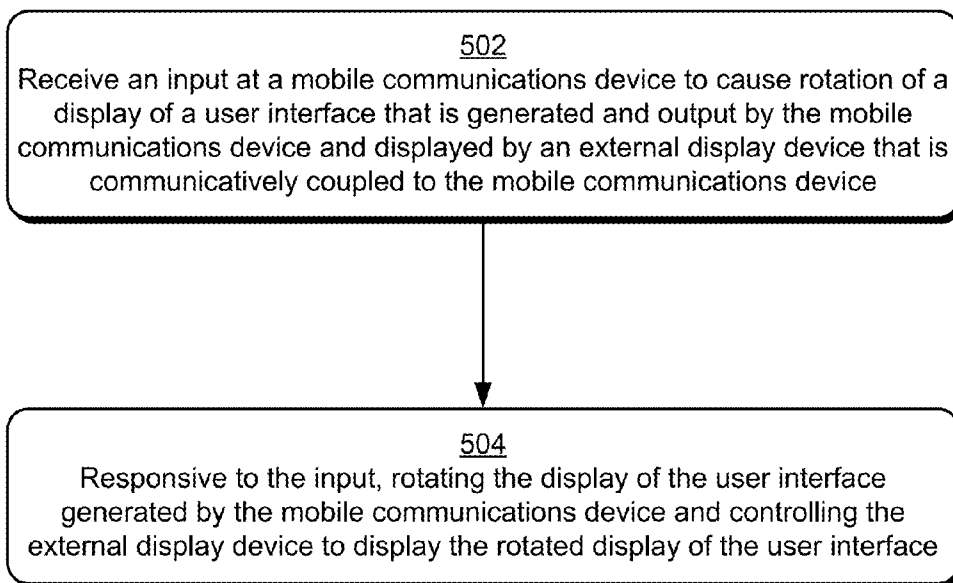 502
Receive an input at a mobile communications device to cause rotation of a
display of a user interface that is generated and output by the mobile
communications device and displayed by an external display device that is
communicatively coupled to the mobile communications device
504
Responsive to the input, rotating the display of the user interface
generated by the mobile communications device and controlling the
external display device to display the rotated display of the user interface